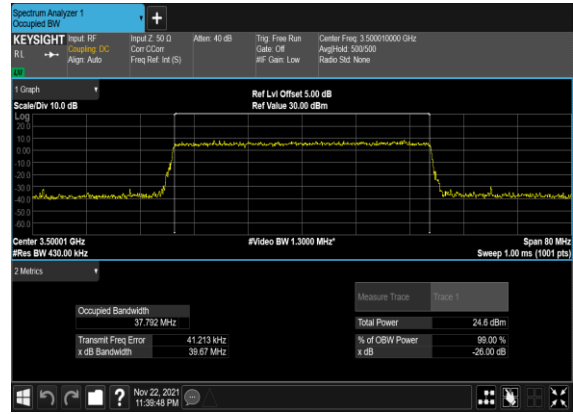 Spectrum Analyzer 1
Occupied BW
KEYSIGHT Input: RF Input Z: 50 Ω Atten: 40 dB Trig: Free Run Center Freq: 3.500010000 GHz
RL Coupling: DC Corr CCorr Gate: Off Avg|Hold: 500/500
Align: Auto Freq Ref: Int (S) #IF Gain: Low Radio Std: None
1 Graph
Ref Lvl Offset 5.00 dB
Scale/Div 10.0 dB Ref Value 30.00 dBm
Log
20.0
10.0
0.00
-10.0
-20.0
-30.0
-40.0
-50.0
-60.0
Center 3.50001 GHz #Video BW 1.3000 MHz* Span 80 MHz
#Res BW 430.00 kHz Sweep 1.00 ms (1001 pts)
2 Metrics
Measure Trace Trace 1
Occupied Bandwidth
37.792 MHz Total Power 24.6 dBm
Transmit Freq Error 41.213 kHz % of OBW Power 99.00 %
x dB Bandwidth 39.67 MHz x dB -26.00 dB
? Nov 22, 2021
11:39:48 PM